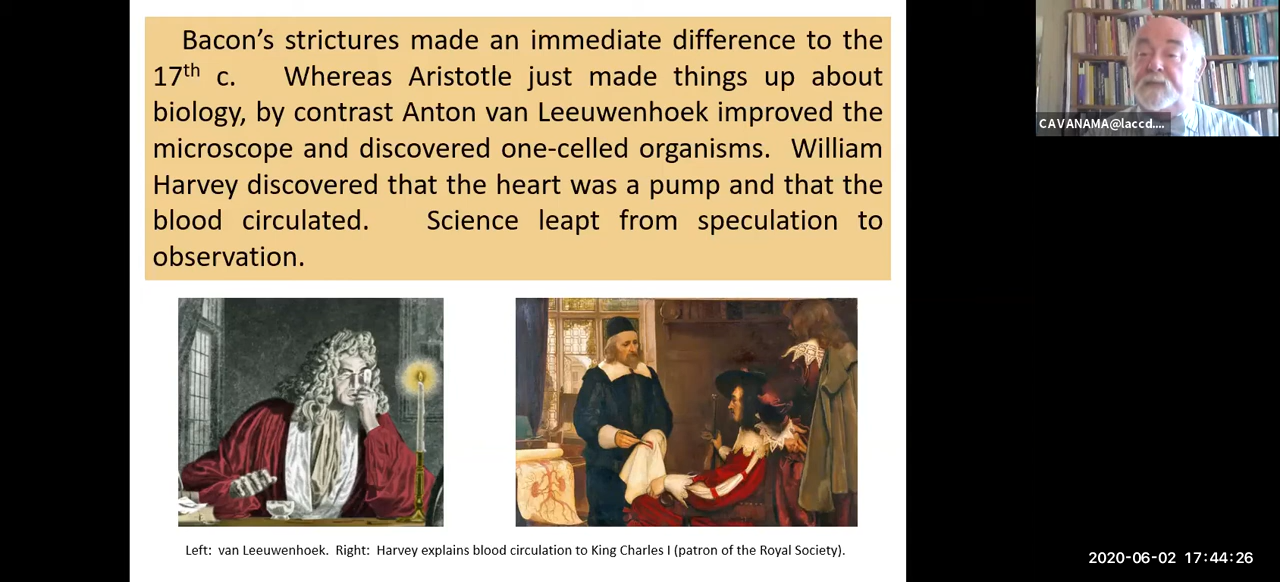 Bacon’s strictures made an immediate difference to the
17th c. Whereas Aristotle just made things up about
biology, by contrast Anton van Leeuwenhoek improved the
microscope and discovered one-celled organisms. William
Harvey discovered that the heart was a pump and that the
blood circulated. Science leapt from speculation to
observation.
Left: van Leeuwenhoek. Right: Harvey explains blood circulation to King Charles I (patron of the Royal Society).
CAVANAMA@laccd....
2020-06-02 17:44:26